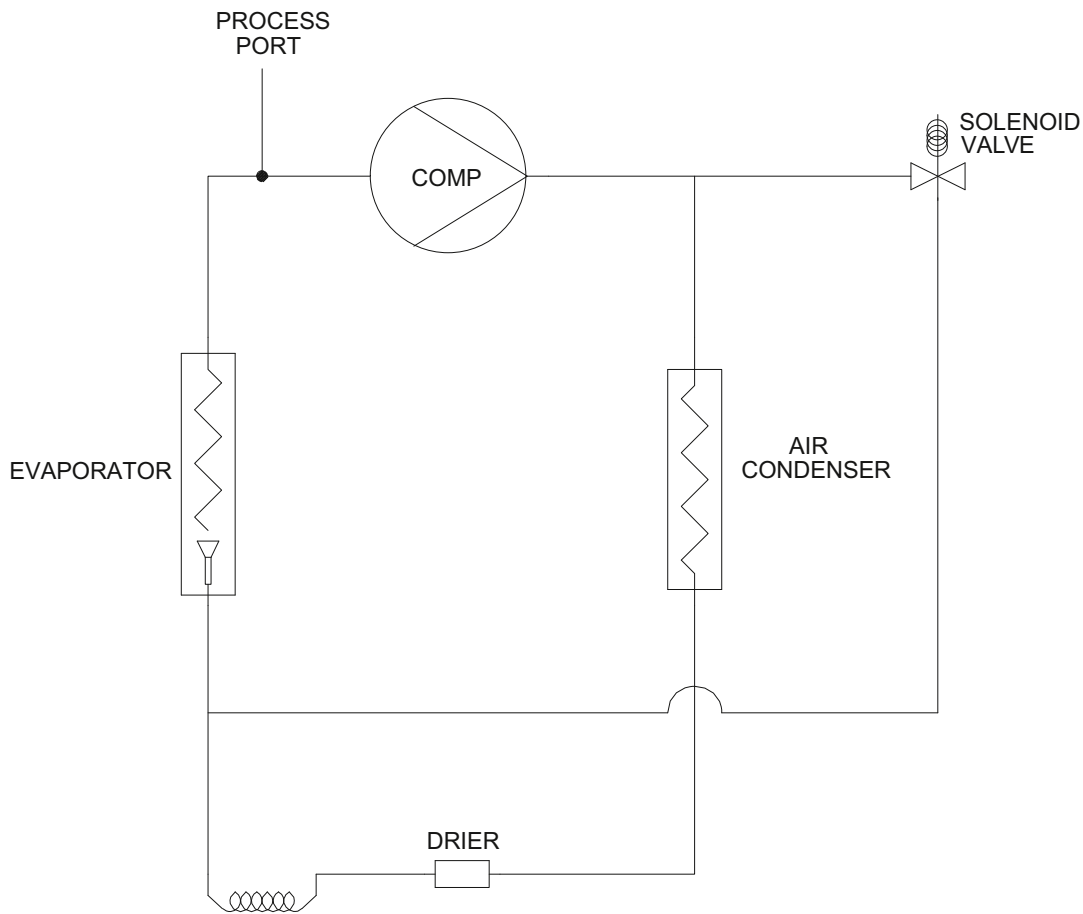 PROCESS
PORT
SOLENOID
VALVE
COMP
EVAPORATOR
AIR
CONDENSER
DRIER